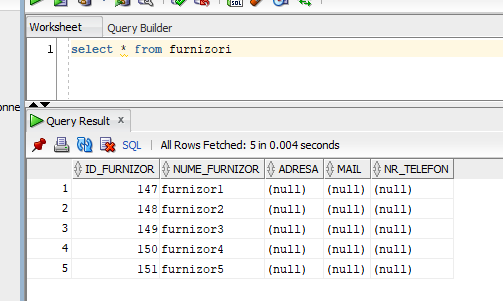 SQL
Worksheet Query Builder
1 select * from furnizori
onne
Query Result x
SQL | All Rows Fetched: 5 in 0.004 seconds
ID_FURNIZOR NUME_FURNIZOR ADRESA MAIL NR_TELEFON
1 147 furnizor1 (null) (null) (null)
2 148 furnizor2 (null) (null) (null)
3 149 furnizor3 (null) (null) (null)
4 150 furnizor4 (null) (null) (null)
5 151 furnizor5 (null) (null) (null)